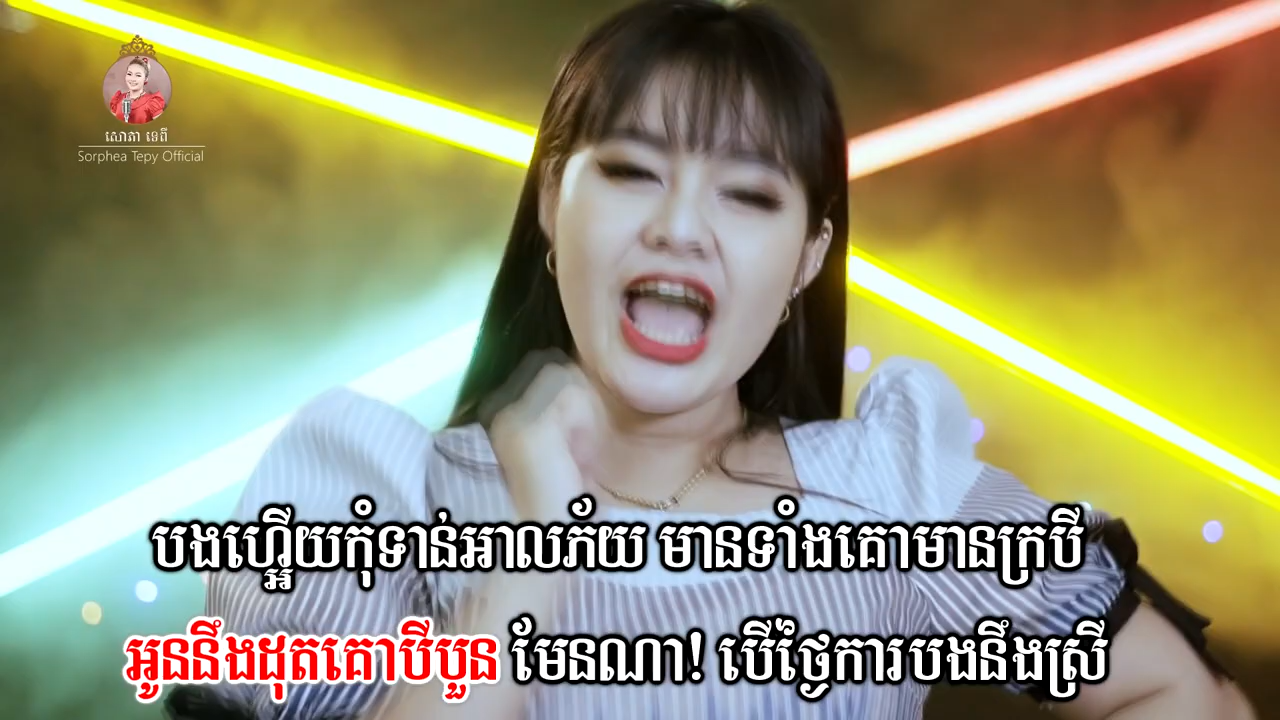 សោភា ទេពី
Sorphea Tepy Official
បងហ្អើយកុំទាន់អាលភ័យ មានទាំងគោមានក្របី
អូននឹងដុតគោបីបួន មែនណា! បើថ្ងៃការបងនឹងស្រី